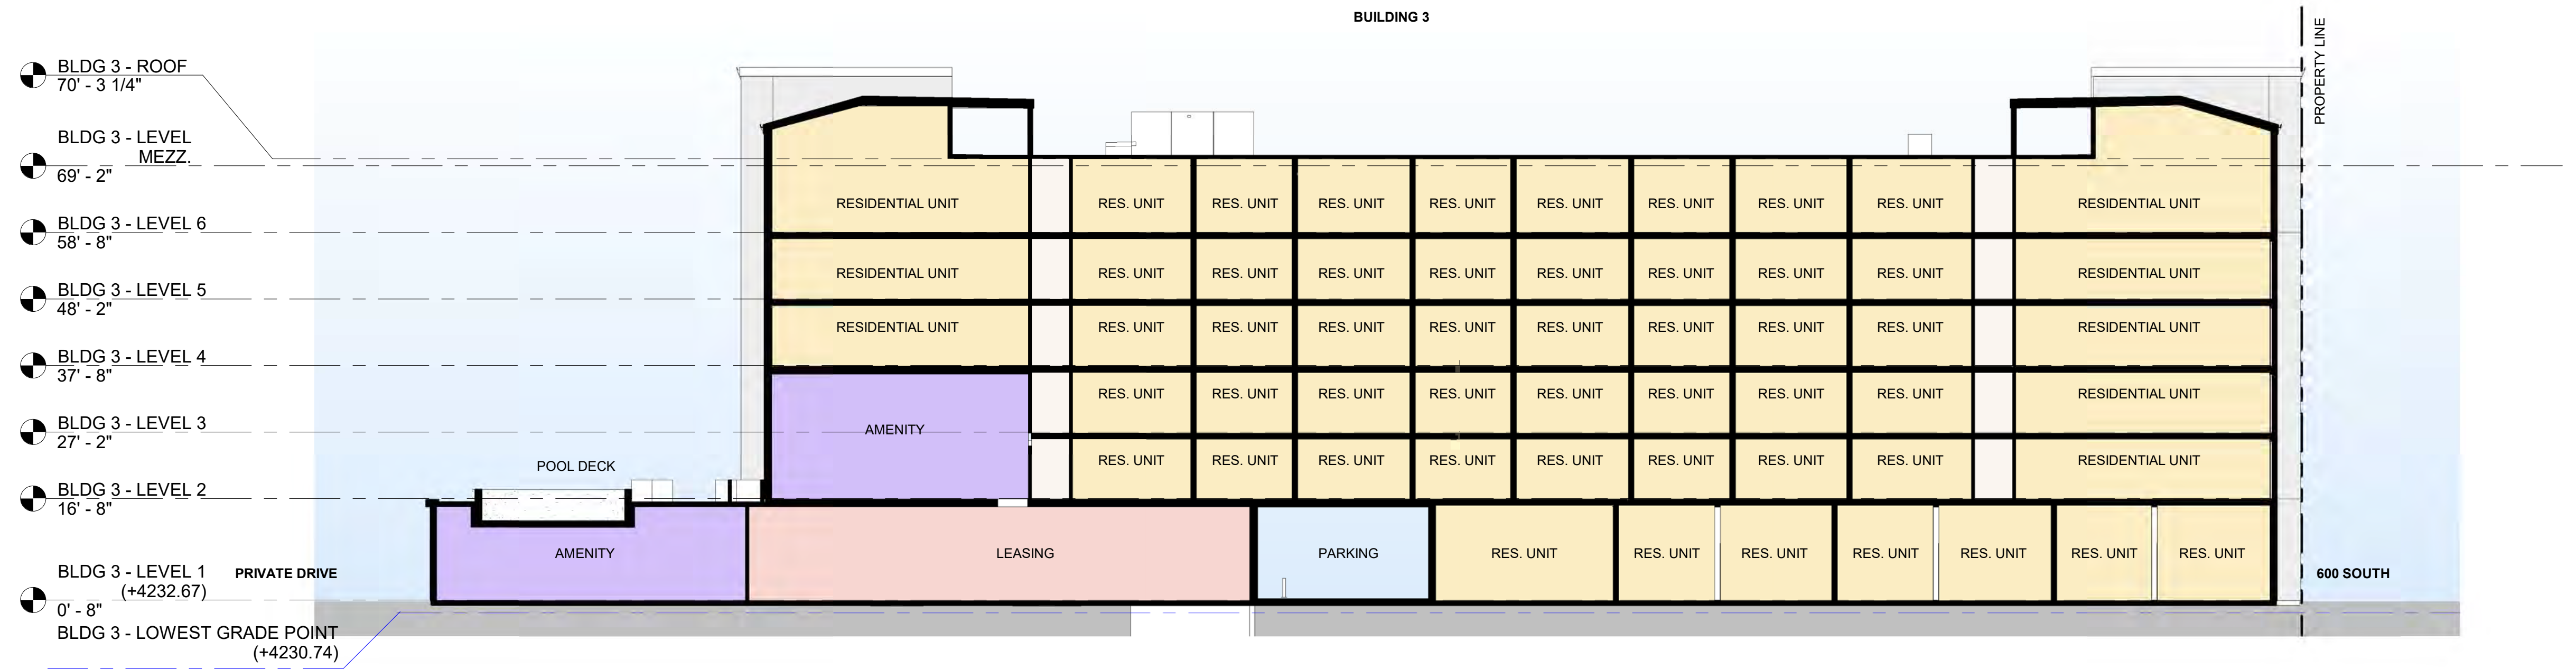 BUILDING 3
PROPERTY LINE
BLDG 3 - ROOF
70' - 3 1/4"
BLDG 3 - LEVEL
MEZZ.
69' - 2"
RESIDENTIAL UNIT RES. UNIT RES. UNIT RES. UNIT RES. UNIT RES. UNIT RES. UNIT RES. UNIT RES. UNIT RESIDENTIAL UNIT
BLDG 3 - LEVEL 6
58' - 8"
RESIDENTIAL UNIT RES. UNIT RES. UNIT RES. UNIT RES. UNIT RES. UNIT RES. UNIT RES. UNIT RES. UNIT RESIDENTIAL UNIT
BLDG 3 - LEVEL 5
48' - 2"
RESIDENTIAL UNIT RES. UNIT RES. UNIT RES. UNIT RES. UNIT RES. UNIT RES. UNIT RES. UNIT RES. UNIT RESIDENTIAL UNIT
BLDG 3 - LEVEL 4
37' - 8"
RES. UNIT RES. UNIT RES. UNIT RES. UNIT RES. UNIT RES. UNIT RES. UNIT RES. UNIT RESIDENTIAL UNIT
BLDG 3 - LEVEL 3
27' - 2"
AMENITY
RES. UNIT RES. UNIT RES. UNIT RES. UNIT RES. UNIT RES. UNIT RES. UNIT RES. UNIT RESIDENTIAL UNIT
POOL DECK
BLDG 3 - LEVEL 2
16' - 8"
AMENITY LEASING PARKING RES. UNIT RES. UNIT RES. UNIT RES. UNIT RES. UNIT RES. UNIT RES. UNIT
BLDG 3 - LEVEL 1
(+4232.67)
0' - 8"
PRIVATE DRIVE
600 SOUTH
BLDG 3 - LOWEST GRADE POINT
(+4230.74)